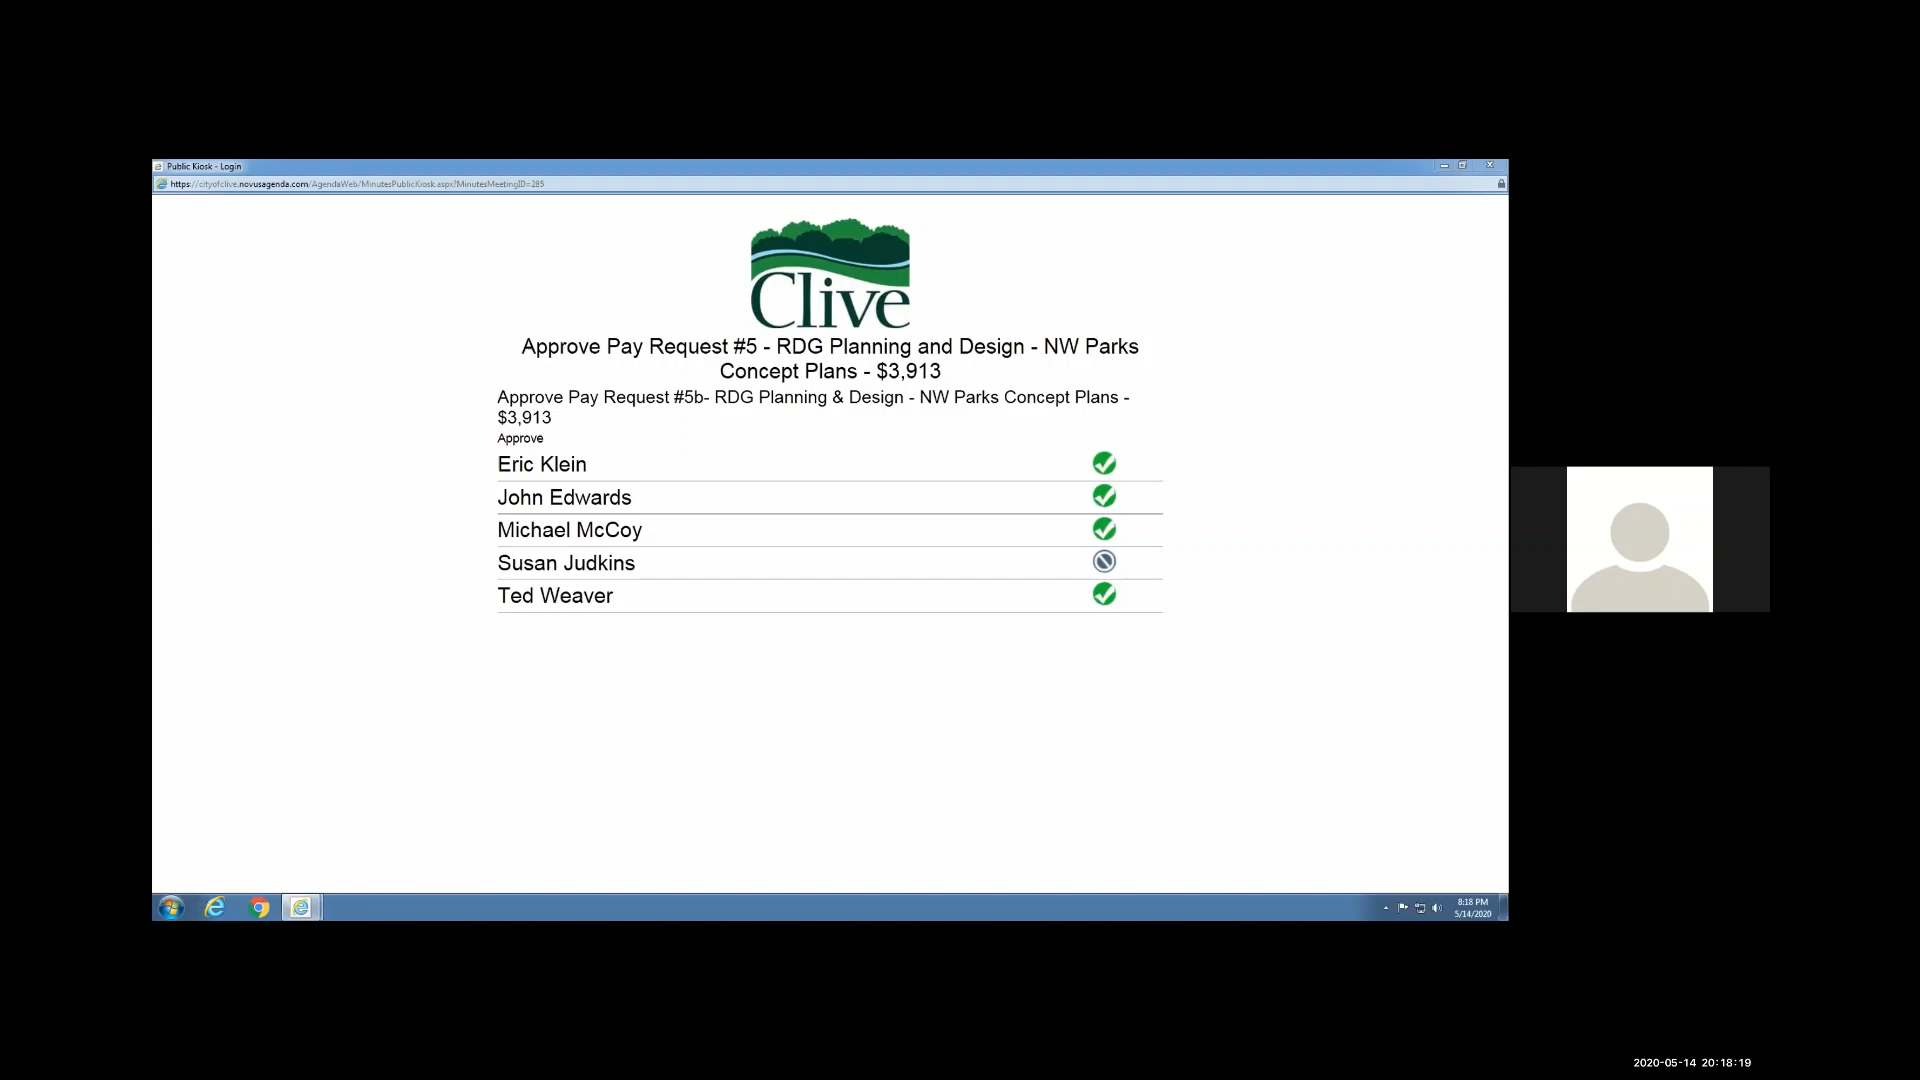 Public Kiosk - Login
https://cityofclive.novusagenda.com/AgendaWeb/MinutesPublicKiosk.aspx?MinutesMeetingID=285
Clive
Approve Pay Request #5 - RDG Planning and Design - NW Parks
Concept Plans - $3,913
Approve Pay Request #5b- RDG Planning & Design - NW Parks Concept Plans -
$3,913
Approve
Eric Klein
John Edwards
Michael McCoy
Susan Judkins
Ted Weaver
8:18 PM
5/14/2020
2020-05-14 20:18:19